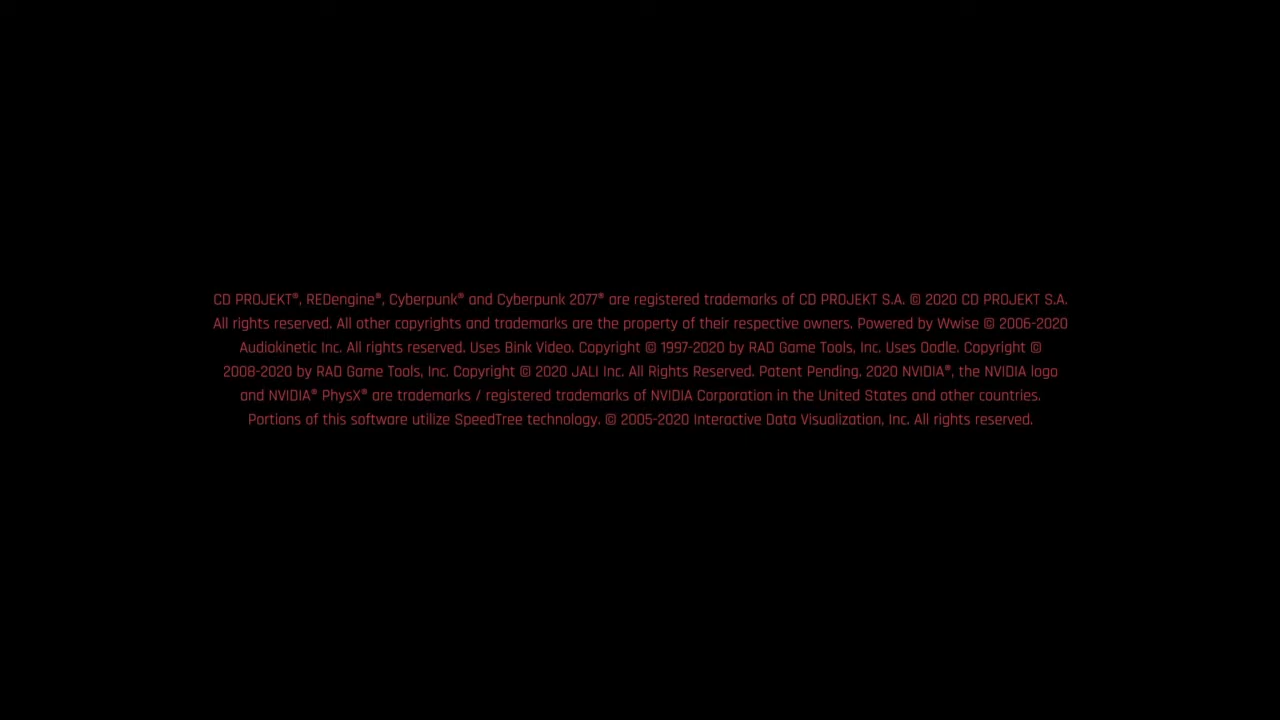 CD PROJEKT®, REDengine®, Cyberpunk® and Cyberpunk 2077® are registered trademarks of CD PROJEKT S.A. © 2020 CD PROJEKT S.A.
All rights reserved. All other copyrights and trademarks are the property of their respective owners. Powered by Wwise © 2006-2020
Audiokinetic Inc. All rights reserved. Uses Bink Video. Copyright © 1997-2020 by RAD Game Tools, Inc. Uses Oodle. Copyright ©
2008-2020 by RAD Game Tools, Inc. Copyright © 2020 JALI Inc. All Rights Reserved. Patent Pending. 2020 NVIDIA®, the NVIDIA logo
and NVIDIA® PhysX® are trademarks / registered trademarks of NVIDIA Corporation in the United States and other countries.
Portions of this software utilize SpeedTree technology. © 2005-2020 Interactive Data Visualization, Inc. All rights reserved.